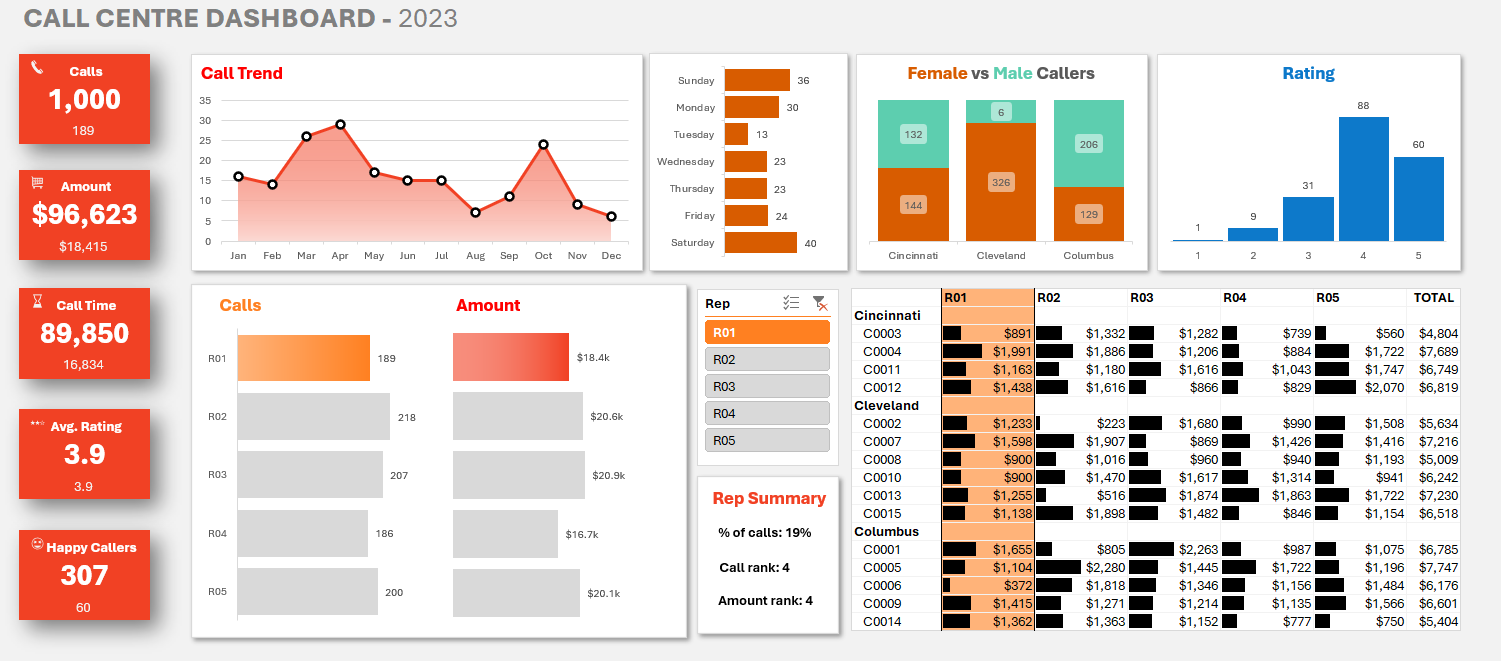 CALL CENTRE DASHBOARD - 2023
Calls
1,000
189
Amount
$96,623
$18,415
Call Time
89,850
16,834
Avg. Rating
3.9
3.9
Happy Callers
307
60
Call Trend
35
30
25
20
15
10
5
0
Jan Feb Mar Apr May Jun Jul Aug Sep Oct Nov Dec
Sunday 36
Monday 30
Tuesday 13
Wednesday 23
Thursday 23
Friday 24
Saturday 40
Female vs Male Callers
132 6 206
144 326 129
Cincinnati Cleveland Columbus
Rating
1 9 31 88 60
1 2 3 4 5
Calls Amount
R01 189 $18.4k
R02 218 $20.6k
R03 207 $20.9k
R04 186 $16.7k
R05 200 $20.1k
Rep
R01
R02
R03
R04
R05
Rep Summary
% of calls: 19%
Call rank: 4
Amount rank: 4
R01 R02 R03 R04 R05 TOTAL
Cincinnati
C0003 $891 $1,332 $1,282 $739 $560 $4,804
C0004 $1,991 $1,886 $1,206 $884 $1,722 $7,689
C0011 $1,163 $1,180 $1,616 $1,043 $1,747 $6,749
C0012 $1,438 $1,616 $866 $829 $2,070 $6,819
Cleveland
C0002 $1,233 $223 $1,680 $990 $1,508 $5,634
C0007 $1,598 $1,907 $869 $1,426 $1,416 $7,216
C0008 $900 $1,016 $960 $940 $1,193 $5,009
C0010 $900 $1,470 $1,617 $1,314 $941 $6,242
C0013 $1,255 $516 $1,874 $1,863 $1,722 $7,230
C0015 $1,138 $1,898 $1,482 $846 $1,154 $6,518
Columbus
C0001 $1,655 $805 $2,263 $987 $1,075 $6,785
C0005 $1,104 $2,280 $1,445 $1,722 $1,196 $7,747
C0006 $372 $1,818 $1,346 $1,156 $1,484 $6,176
C0009 $1,415 $1,271 $1,214 $1,135 $1,566 $6,601
C0014 $1,362 $1,363 $1,152 $777 $750 $5,404